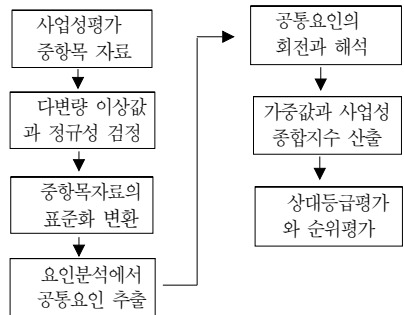 사업성평가
중항목 자료
다변량 이상값
과 정규성 검정
중항목자료의
표준화 변환
요인분석에서
공통요인 추출
공통요인의
회전과 해석
가중값과 사업성
종합지수 산출
상대등급평가
와 순위평가